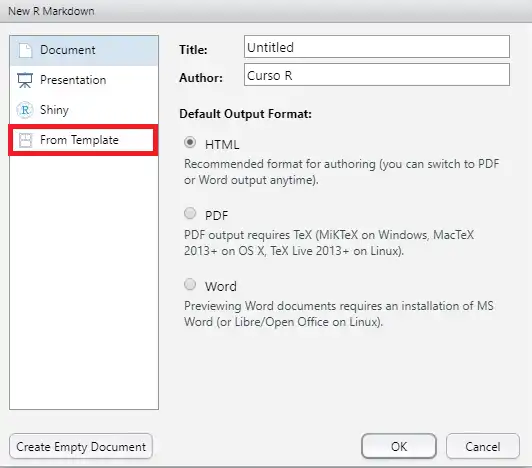 New R Markdown
Document
Presentation
R Shiny
From Template
Title: Untitled
Author: Curso R
Default Output Format:
HTML
Recommended format for authoring (you can switch to PDF
or Word output anytime).
PDF
PDF output requires TeX (MiKTeX on Windows, MacTeX
2013+ on OS X, TeX Live 2013+ on Linux).
Word
Previewing Word documents requires an installation of MS
Word (or Libre/Open Office on Linux).
Create Empty Document
OK
Cancel